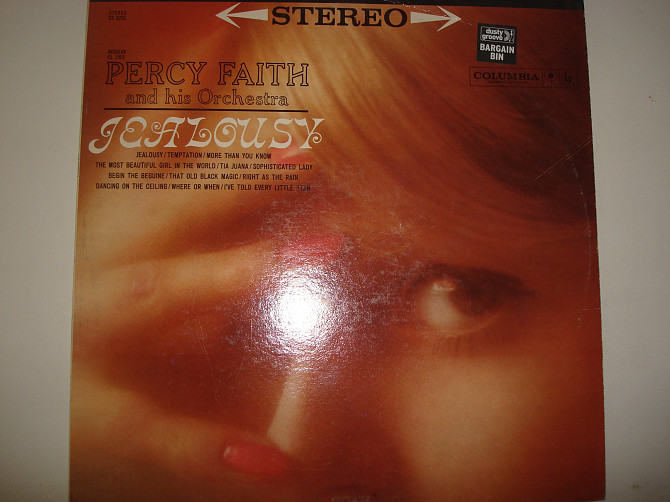 STEREO
STEREO
PERCY FAITH
and his Orchestra
JEALOUSY
JEALOUSY/TEMPTATION/MORE THAN YOU KNOW
THE MOST BEAUTIFUL GIRL IN THE WORLD/TIA JUANA/SOPHISTICATED LADY
BEGIN THE BEGUINE/THAT OLD BLACK MAGIC/RIGHT AS THE RAIN
DANCING ON THE CEILING/WHERE OR WHEN/I'VE TOLD EVERY LITTLE STAR
dusty
groove
BARGAIN
BIN
COLUMBIA